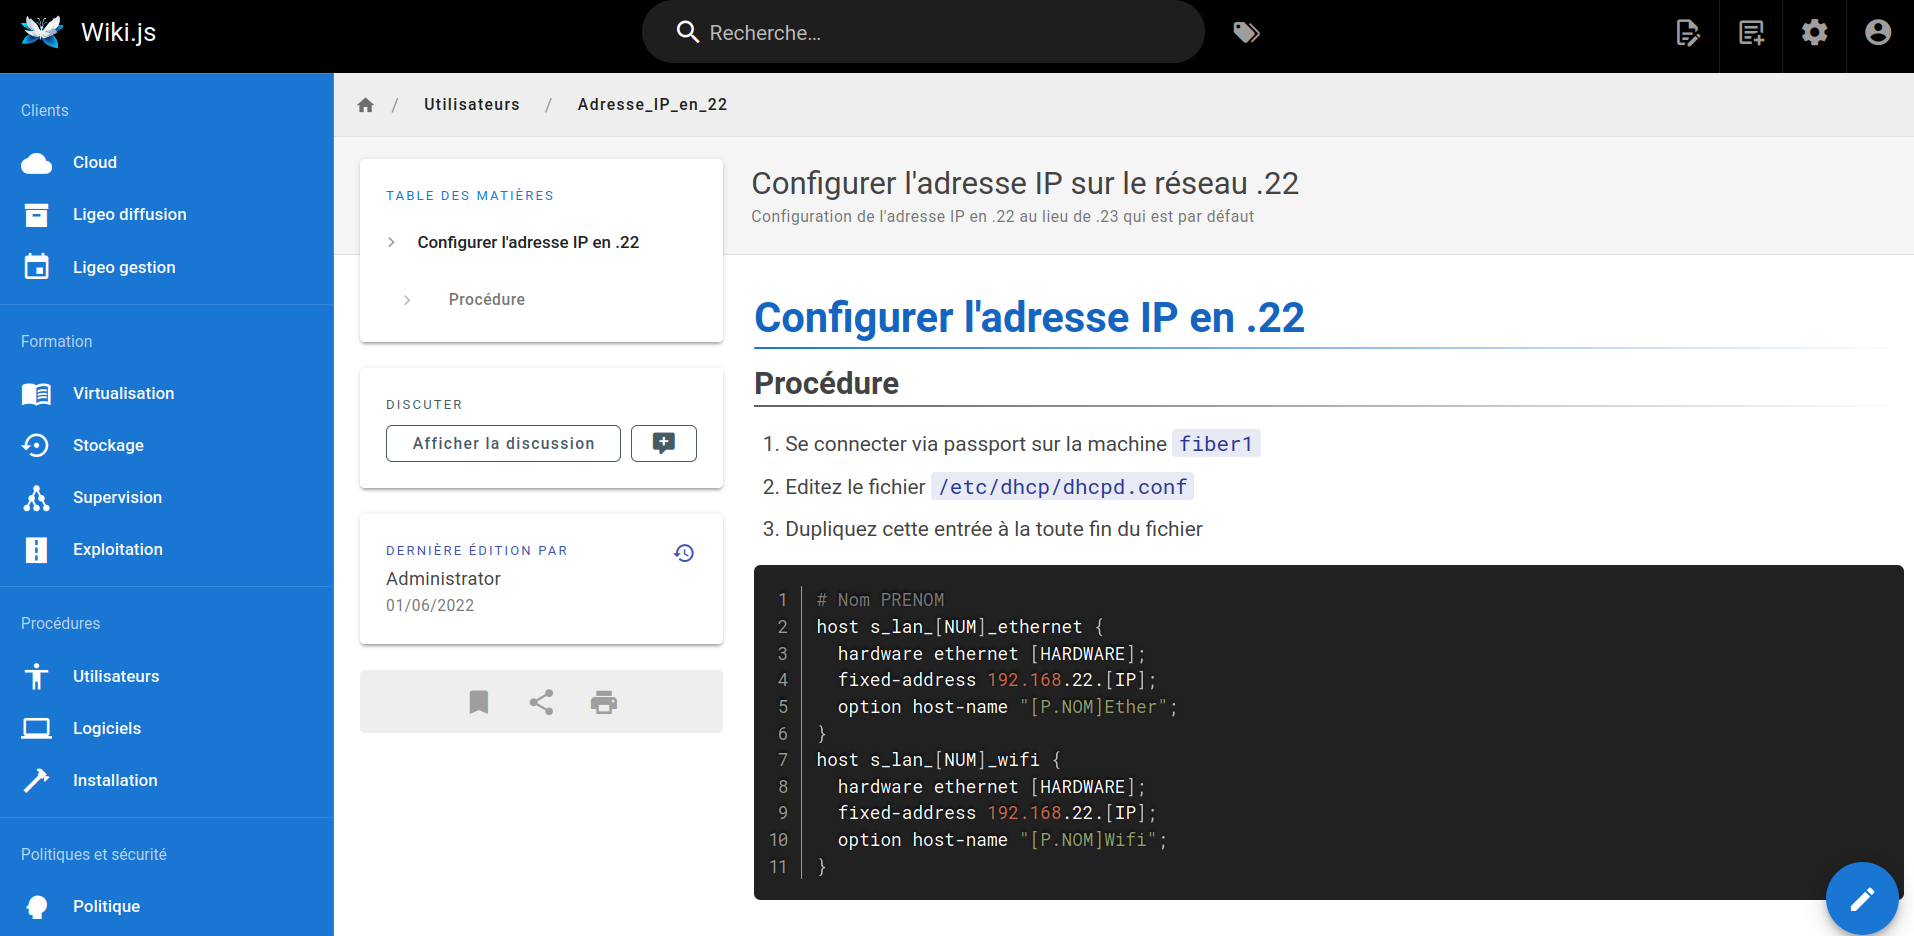 Wiki.js
Recherche...
Clients
Cloud
Ligeo diffusion
Ligeo gestion
Formation
Virtualisation
Stockage
Supervision
Exploitation
Procédures
Utilisateurs
Logiciels
Installation
Politiques et sécurité
Politique
/ Utilisateurs / Adresse_IP_en_22
TABLE DES MATIÈRES
Configurer l'adresse IP en .22
Procédure
DISCUTER
Afficher la discussion
DERNIÈRE ÉDITION PAR
Administrator
01/06/2022
Configurer l'adresse IP sur le réseau .22
Configuration de l'adresse IP en .22 au lieu de .23 qui est par défaut
Configurer l'adresse IP en .22
Procédure
1. Se connecter via passport sur la machine fiber1
2. Editez le fichier /etc/dhcp/dhcpd.conf
3. Dupliquez cette entrée à la toute fin du fichier
1 # Nom PRENOM
2 host s_lan_[NUM]_ethernet {
3 hardware ethernet [HARDWARE];
4 fixed-address 192.168.22.[IP];
5 option host-name "[P.NOM]Ether";
6 }
7 host s_lan_[NUM]_wifi {
8 hardware ethernet [HARDWARE];
9 fixed-address 192.168.22.[IP];
10 option host-name "[P.NOM]Wifi";
11 }